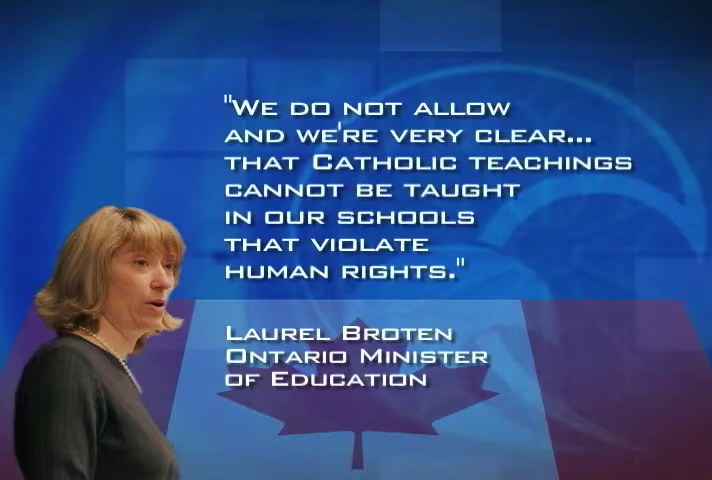 "We do not allow
and we're very clear...
that Catholic teachings
cannot be taught
in our schools
that violate
human rights."
Laurel Broten
Ontario Minister
of Education